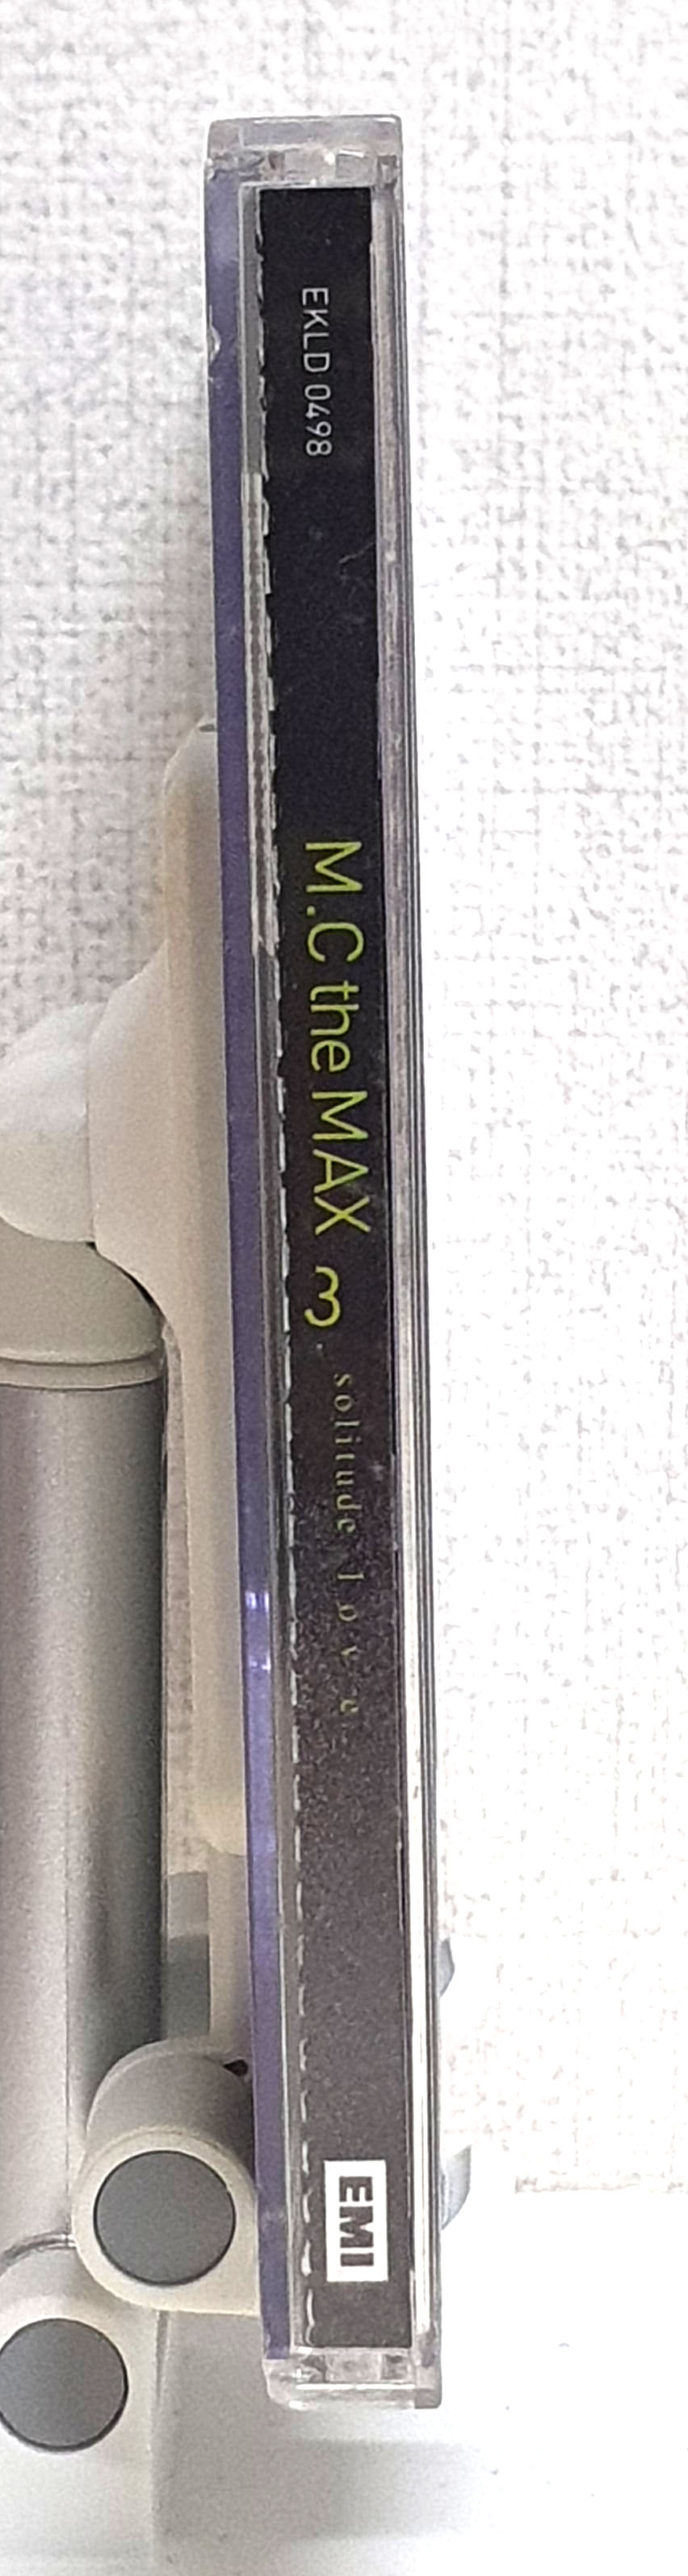 EKLD 0498
M.C the MAX 3
solitude love
EMI